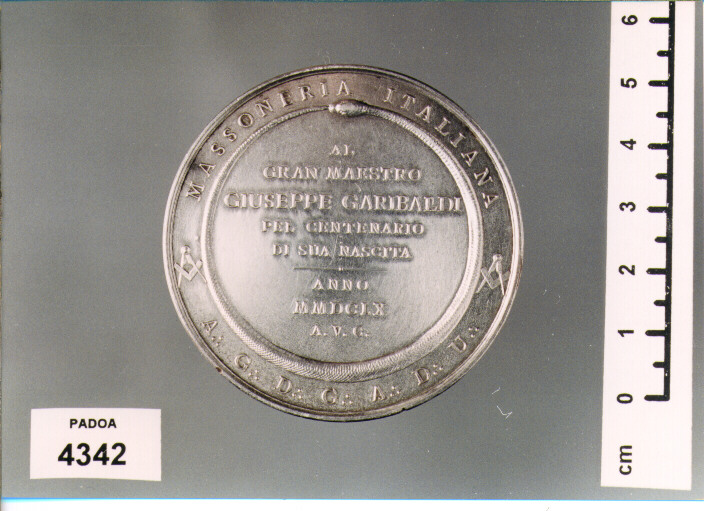 MASSONERIA ITALIANA
AL
GRAN MAESTRO
GIUSEPPE GARIBALDI
PEL CENTENARIO
DI SUA NASCITA
ANNO
MMDCLX
A. V. C.
A∴ G∴ D∴ G∴ A∴ D∴ U∴
PADOA
4342
6
5
4
3
2
1
0
cm